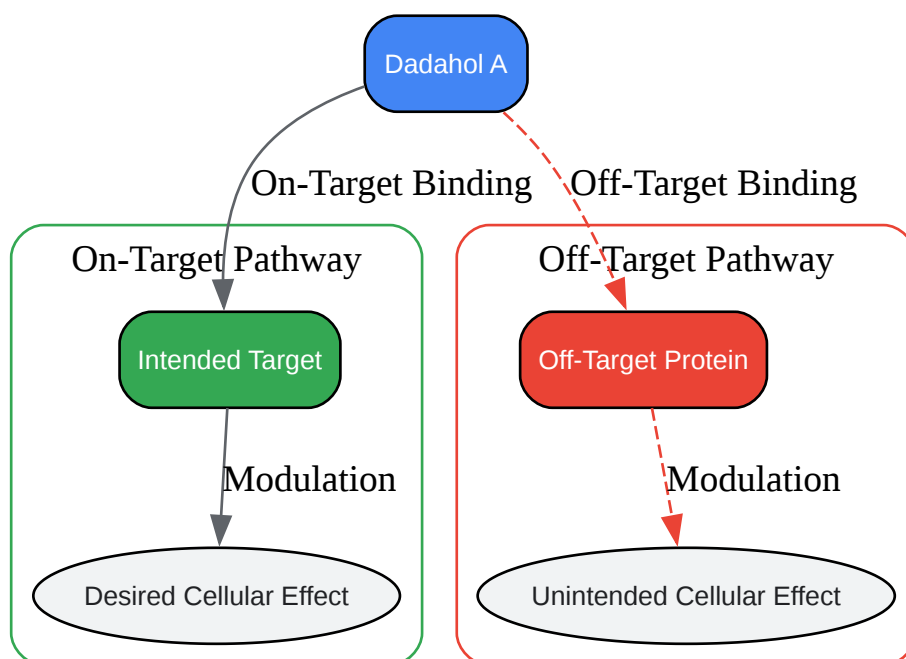 Dadahol A
On-Target Binding
Off-Target Binding
On-Target Pathway
Off-Target Pathway
Intended Target
Off-Target Protein
Modulation
Modulation
Desired Cellular Effect
Unintended Cellular Effect